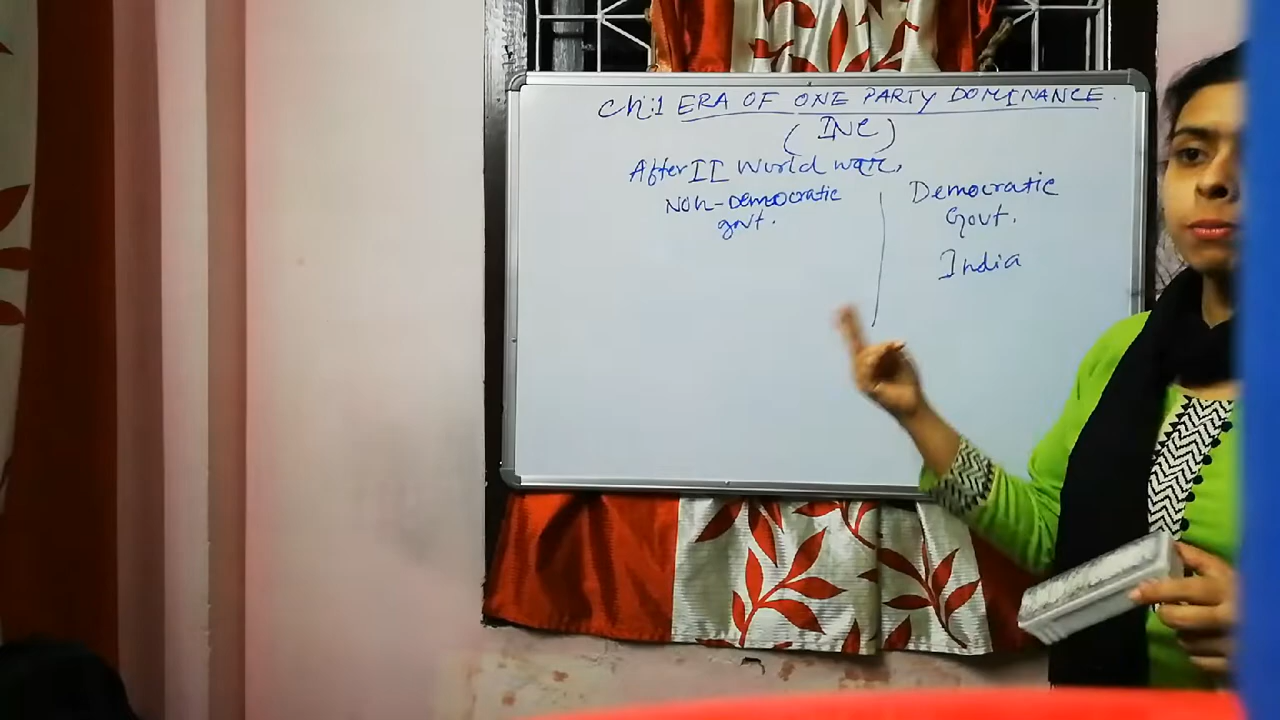 Ch:1 ERA OF ONE PARTY DOMINANCE.
(INC)
After II World war,
Non-Democratic
govt.
Democratic
Govt.
India